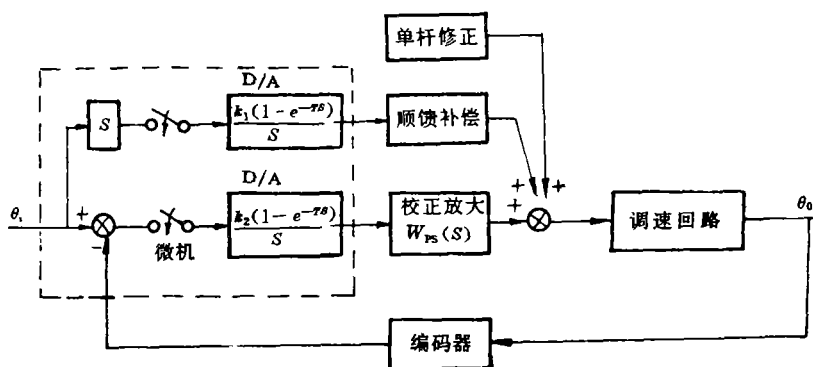 单杆修正
D/A
S
k₁(1-e⁻ᵀˢ)
S
顺馈补偿
D/A
θᵢ
k₂(1-e⁻ᵀˢ)
S
微机
校正放大
W_PS(S)
调速回路
θ₀
编码器
+
-
+
+
+